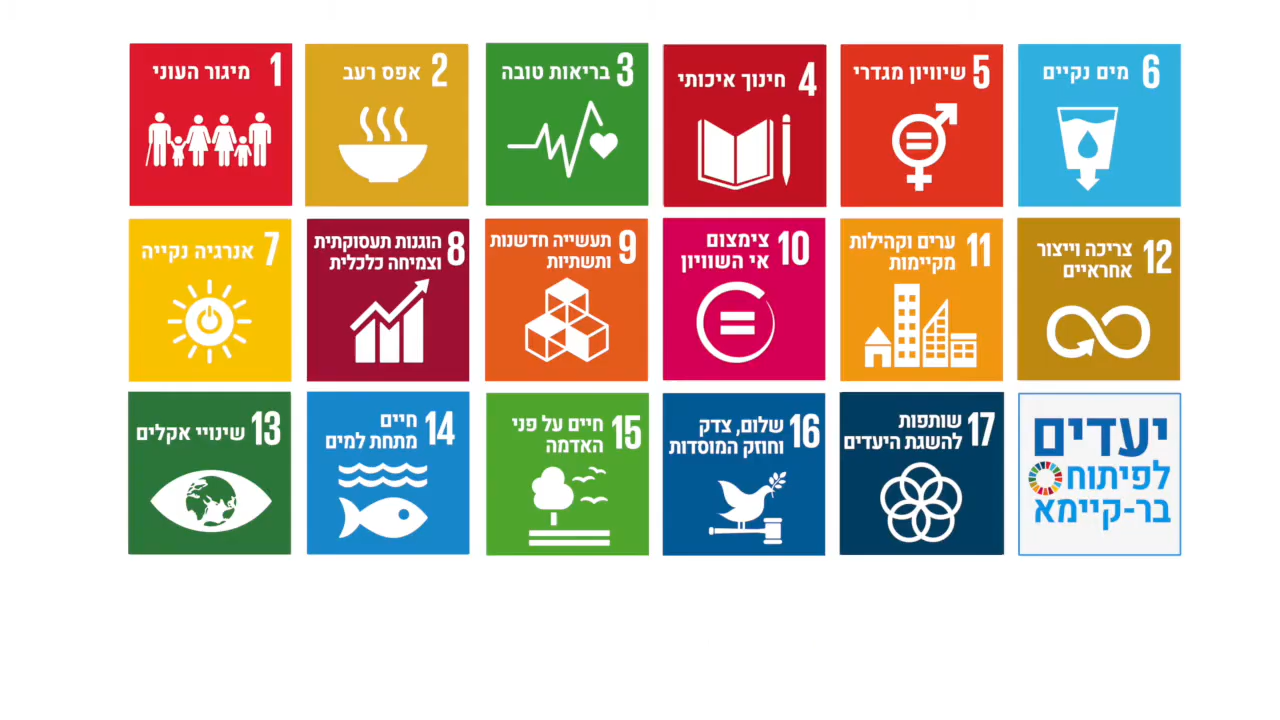 1 מיגור העוני
2 אפס רעב
3 בריאות טובה
4 חינוך איכותי
5 שיוויון מגדרי
6 מים נקיים
7 אנרגיה נקייה
8 הוגנות תעסוקתית
וצמיחה כלכלית
9 תעשייה חדשנות
ותשתיות
10 צימצום
אי השוויון
11 ערים וקהילות
מקיימות
12 צריכה וייצור
אחראיים
13 שינויי אקלים
14 חיים
מתחת למים
15 חיים על פני
האדמה
16 שלום, צדק
וחוזק המוסדות
17 שותפות
להשגת היעדים
יעדים
לפיתוח
בר-קיימא